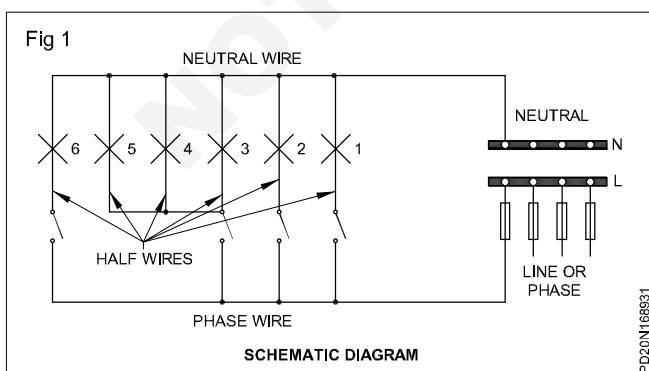 Fig 1
NEUTRAL WIRE
NEUTRAL
N
6 5 4 3 2 1
L
HALF WIRES
LINE OR
PHASE
PHASE WIRE
SCHEMATIC DIAGRAM
PD20N168931
NOT